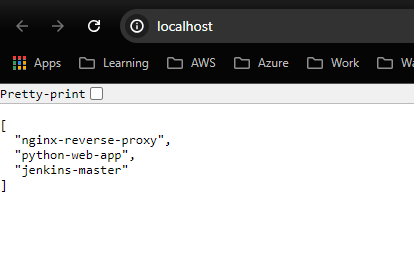 localhost
Apps Learning AWS Azure Work
Pretty-print
[
"nginx-reverse-proxy",
"python-web-app",
"jenkins-master"
]